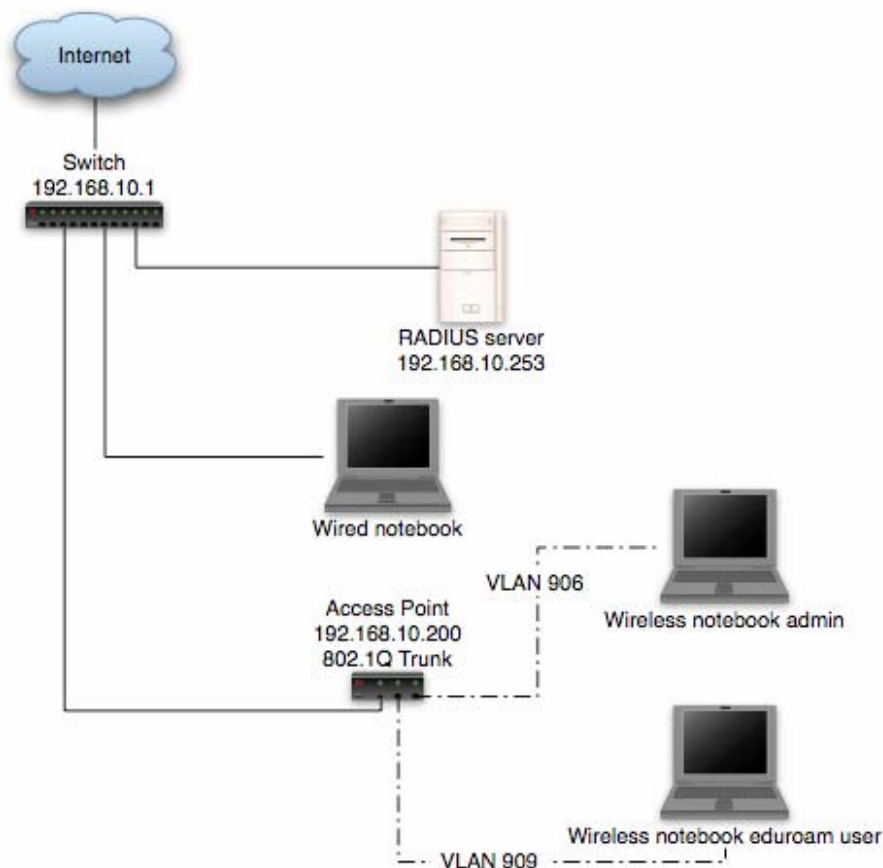 Internet
Switch
192.168.10.1
RADIUS server
192.168.10.253
Wired notebook
VLAN 906
Wireless notebook admin
Access Point
192.168.10.200
802.1Q Trunk
Wireless notebook eduroam user
VLAN 909